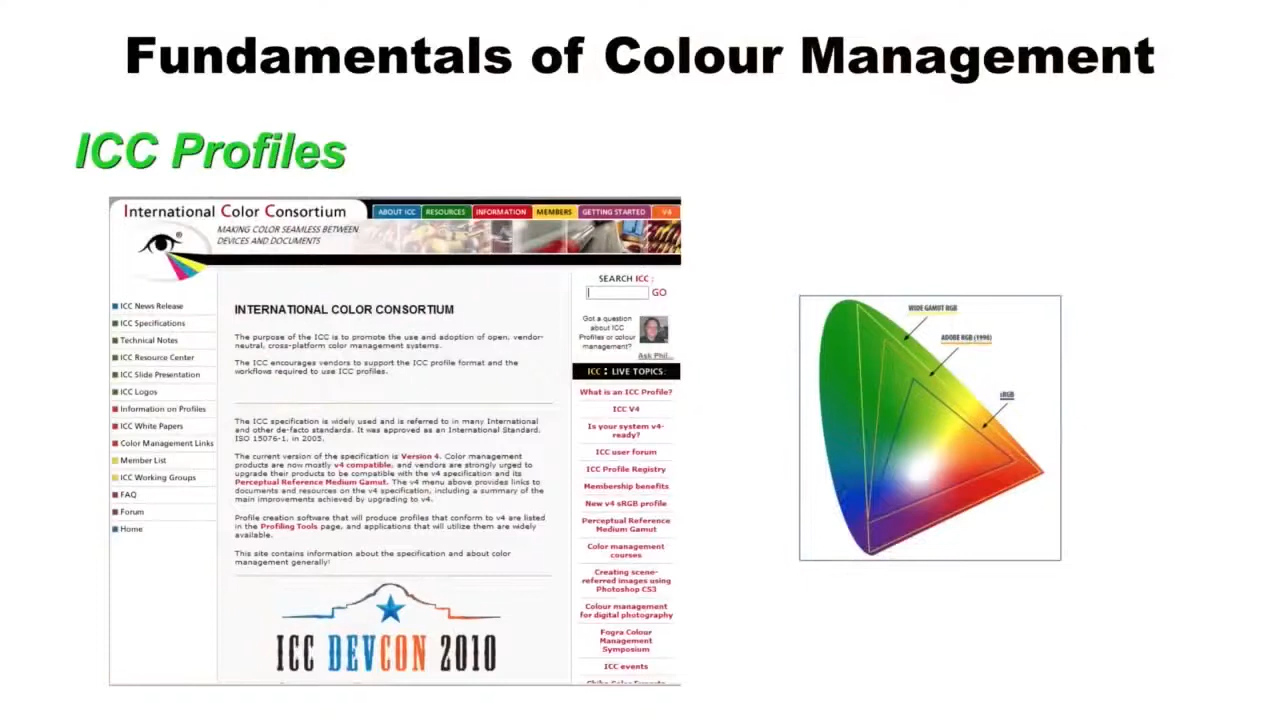 Fundamentals of Colour Management
ICC Profiles
International Color Consortium
ABOUT ICC
RESOURCES
INFORMATION
MEMBERS
GETTING STARTED
V4
MAKING COLOR SEAMLESS BETWEEN
DEVICES AND DOCUMENTS
®
ICC News Release
ICC Specifications
Technical Notes
ICC Resource Center
ICC Slide Presentation
ICC Logos
Information on Profiles
ICC White Papers
Color Management Links
Member List
ICC Working Groups
FAQ
Forum
Home
INTERNATIONAL COLOR CONSORTIUM
The purpose of the ICC is to promote the use and adoption of open, vendor-
neutral, cross-platform color management systems.
The ICC encourages vendors to support the ICC profile format and the
workflows required to use ICC profiles.
The ICC specification is widely used and is referred to in many International
and other de-facto standards. It was approved as an International Standard,
ISO 15076-1, in 2005.
The current version of the specification is Version 4. Color management
products are now mostly v4 compatible, and vendors are strongly urged to
upgrade their products to be compatible with the v4 specification and its
Perceptual Reference Medium Gamut. The v4 menu above provides links to
documents and resources on the v4 specification, including a summary of the
main improvements achieved by upgrading to v4.
Profile creation software that will produce profiles that conform to v4 are listed
in the Profiling Tools page, and applications that will utilize them are widely
available.
This site contains information about the specification and about color
management generally!
ICC DEVCON 2010
SEARCH ICC :
GO
Got a question
about ICC
Profiles or colour
management?
Ask Phil...
ICC : LIVE TOPICS:
What is an ICC Profile?
ICC V4
Is your system v4-
ready?
ICC user forum
ICC Profile Registry
Membership benefits
New v4 sRGB profile
Perceptual Reference
Medium Gamut
Color management
courses
Creating scene-
referred images using
Photoshop CS3
Colour management
for digital photography
Fogra Colour
Management
Symposium
ICC events
WIDE GAMUT RGB
ADOBE RGB (1998)
sRGB